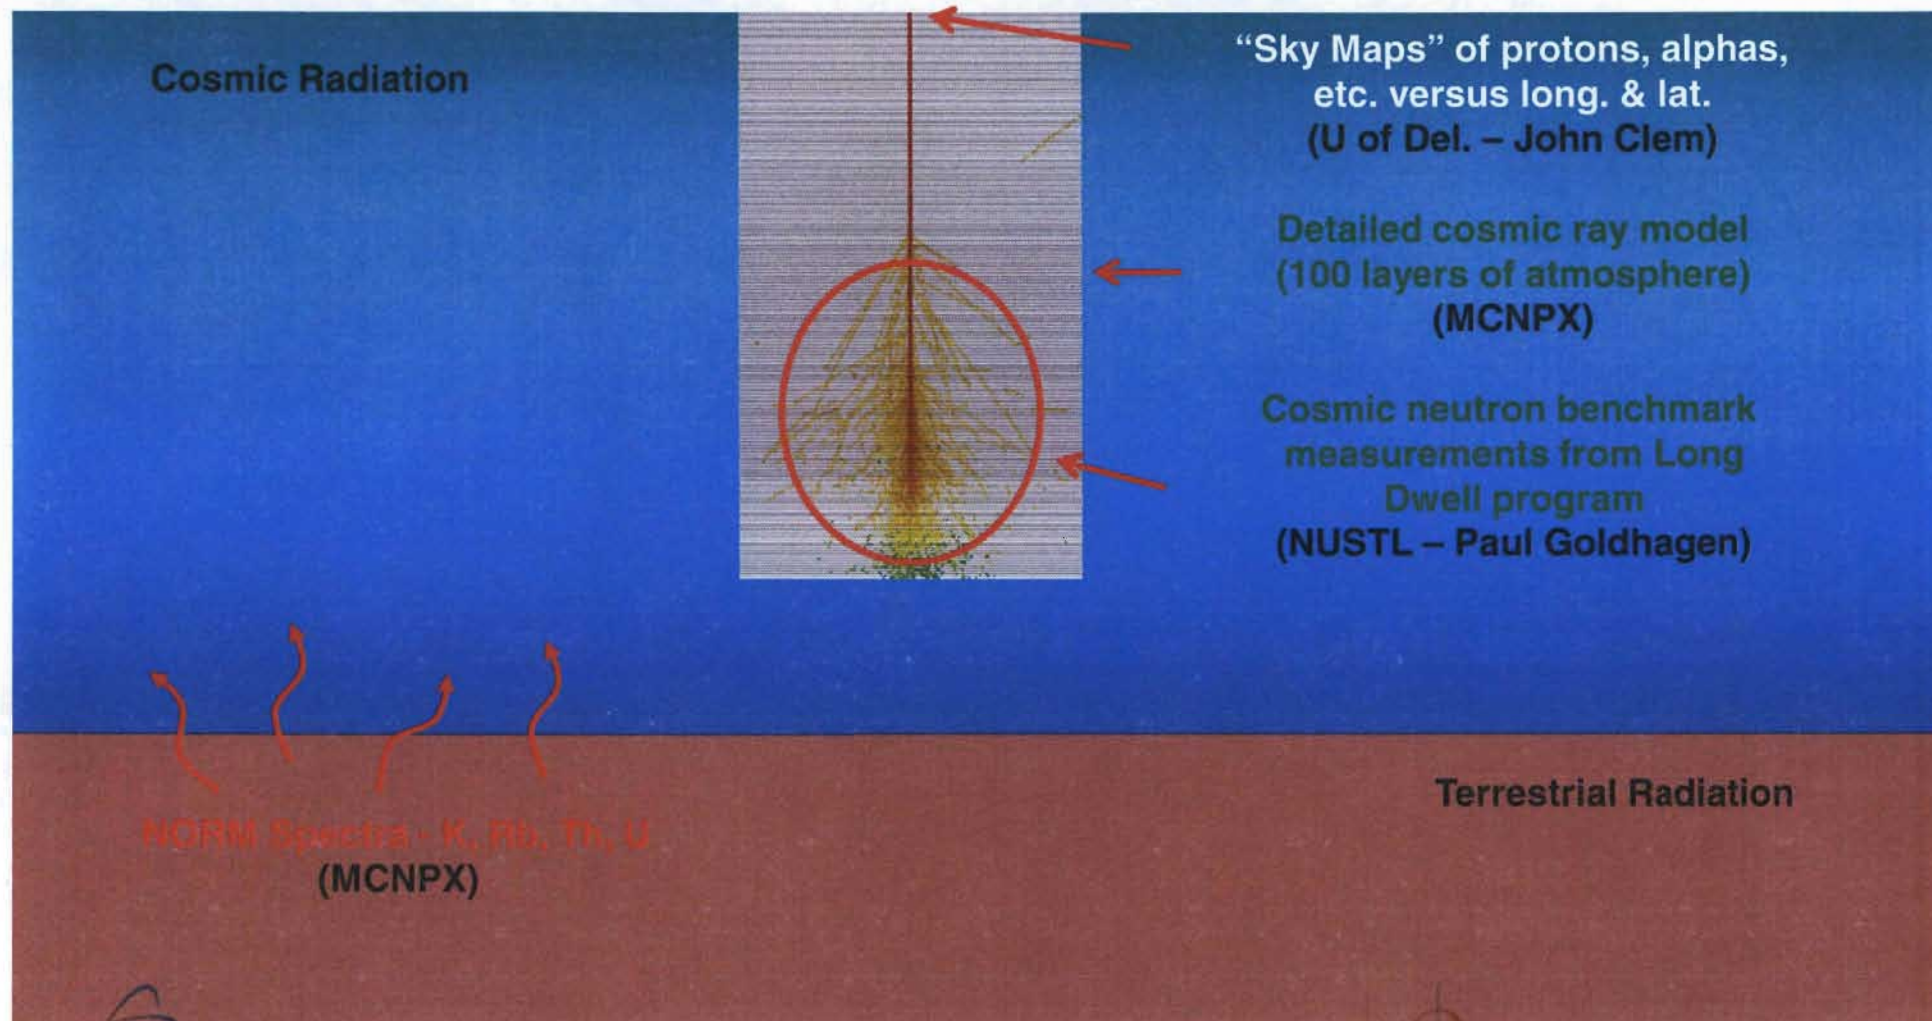 Cosmic Radiation
“Sky Maps” of protons, alphas,
etc. versus long. & lat.
(U of Del. – John Clem)
Detailed cosmic ray model
(100 layers of atmosphere)
(MCNPX)
Cosmic neutron benchmark
measurements from Long
Dwell program
(NUSTL – Paul Goldhagen)
Terrestrial Radiation
NORM Spectra - K, Rb, Th, U
(MCNPX)